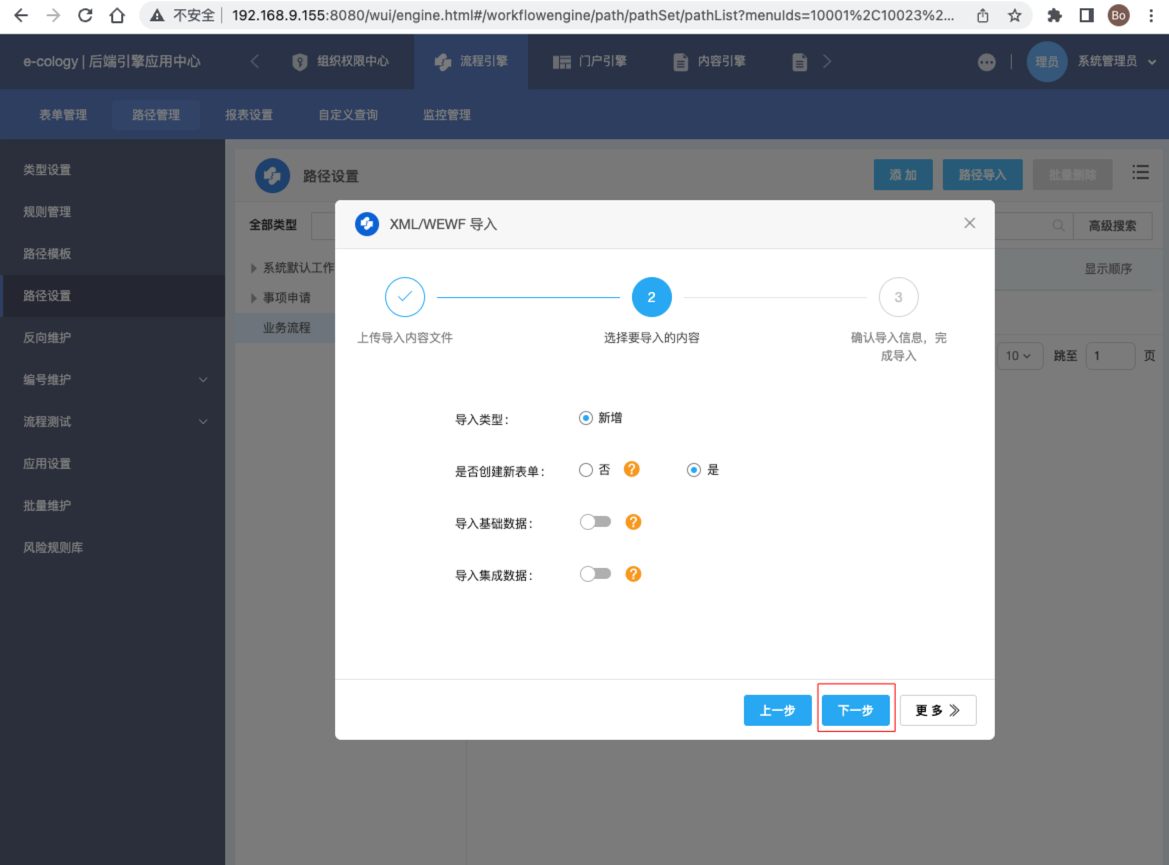 不安全 192.168.9.155:8080/wui/engine.html#/workflowengine/path/pathSet/pathList?menuIds=10001%2C10023%2... Bo
e-cology | 后端引擎应用中心 组织权限中心 流程引擎 门户引擎 内容引擎 理员 系统管理员
表单管理 路径管理 报表设置 自定义查询 监控管理
类型设置
规则管理
路径模板
路径设置
反向维护
编号维护
流程测试
应用设置
批量维护
风险规则库
路径设置 添加 路径导入 批量删除
全部类型 高级搜索
系统默认工作 显示顺序
事项申请
业务流程
10 跳至 1 页
XML/WEWF 导入
2 3
上传导入内容文件 选择要导入的内容 确认导入信息，完
成导入
导入类型： 新增
是否创建新表单： 否 ? 是
导入基础数据： ?
导入集成数据： ?
上一步 下一步 更多